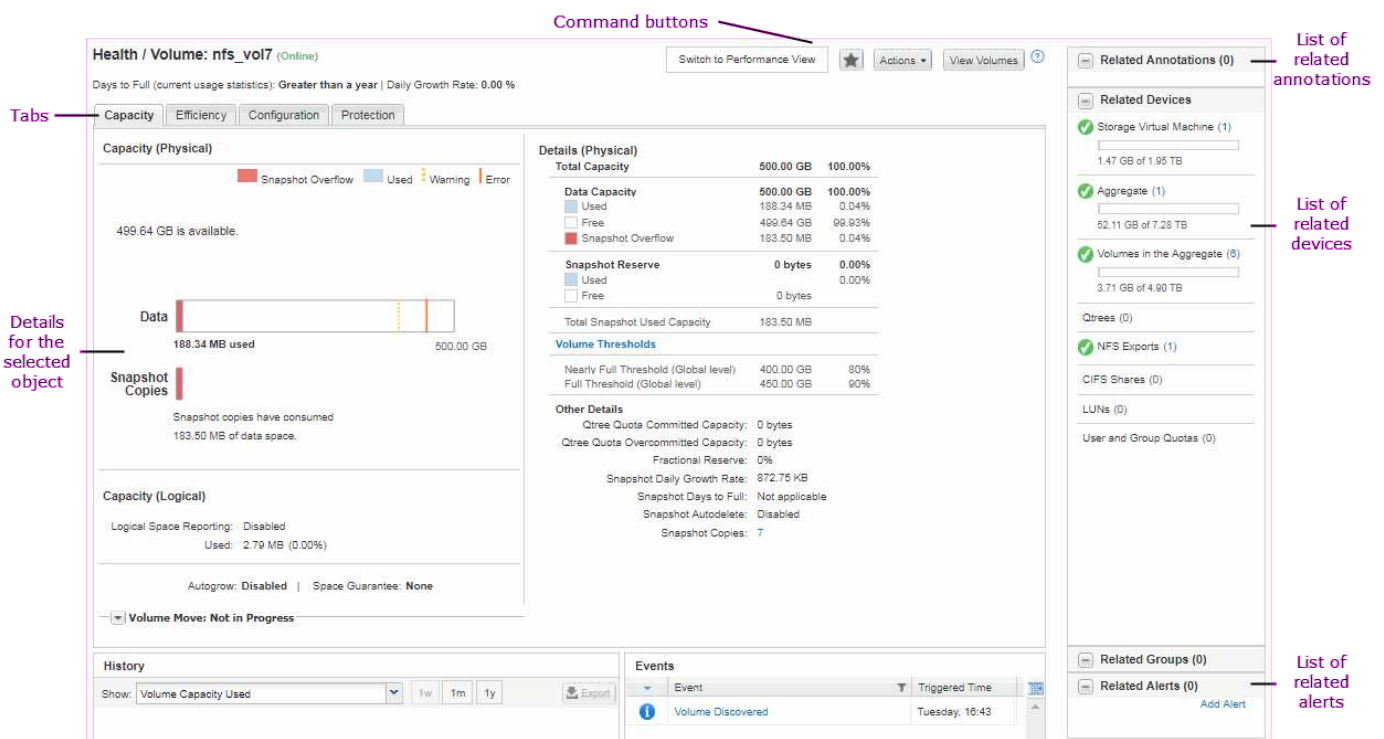 Command buttons
Health / Volume: nfs_vol7 (Online)
Switch to Performance View
Actions
View Volumes
?
Days to Full (current usage statistics): Greater than a year | Daily Growth Rate: 0.00 %
Tabs
Capacity Efficiency Configuration Protection
Capacity (Physical)
Snapshot Overflow Used Warning Error
499.64 GB is available.
Details for the selected object
Data
188.34 MB used 500.00 GB
Snapshot Copies
Snapshot copies have consumed
183.50 MB of data space.
Capacity (Logical)
Logical Space Reporting: Disabled
Used: 2.79 MB (0.00%)
Autogrow: Disabled | Space Guarantee: None
Volume Move: Not in Progress
Details (Physical)
Total Capacity 500.00 GB 100.00%
Data Capacity 500.00 GB 100.00%
Used 188.34 MB 0.04%
Free 499.64 GB 99.93%
Snapshot Overflow 183.50 MB 0.04%
Snapshot Reserve 0 bytes 0.00%
Used 0.00%
Free 0 bytes
Total Snapshot Used Capacity 183.50 MB
Volume Thresholds
Nearly Full Threshold (Global level) 400.00 GB 80%
Full Threshold (Global level) 450.00 GB 90%
Other Details
Qtree Quota Committed Capacity: 0 bytes
Qtree Quota Overcommitted Capacity: 0 bytes
Fractional Reserve: 0%
Snapshot Daily Growth Rate: 872.75 KB
Snapshot Days to Full: Not applicable
Snapshot Autodelete: Disabled
Snapshot Copies: 7
History
Show: Volume Capacity Used 1w 1m 1y Export
Events
Event Triggered Time
Volume Discovered Tuesday, 16:43
Related Annotations (0)
List of related annotations
Related Devices
Storage Virtual Machine (1)
1.47 GB of 1.95 TB
Aggregate (1)
52.11 GB of 7.28 TB
List of related devices
Volumes in the Aggregate (6)
3.71 GB of 4.90 TB
Qtrees (0)
NFS Exports (1)
CIFS Shares (0)
LUNs (0)
User and Group Quotas (0)
Related Groups (0)
Related Alerts (0)
Add Alert
List of related alerts